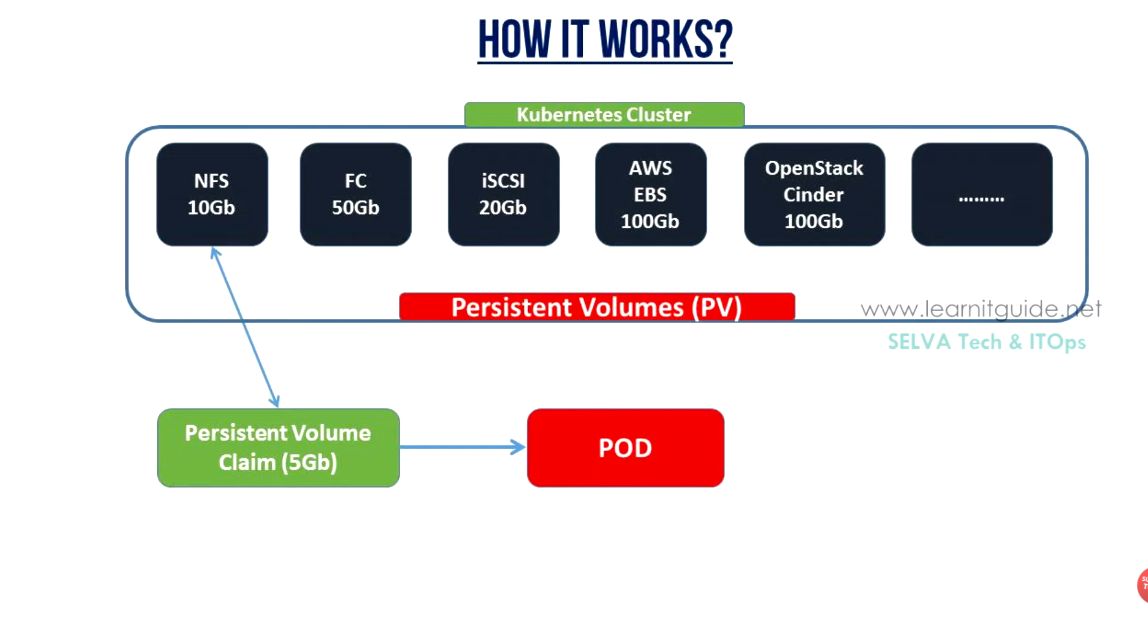 HOW IT WORKS?
Kubernetes Cluster
NFS
10Gb
FC
50Gb
iSCSI
20Gb
AWS
EBS
100Gb
OpenStack
Cinder
100Gb
.........
Persistent Volumes (PV)
www.learnitguide.net
SELVA Tech & ITOps
Persistent Volume
Claim (5Gb)
POD